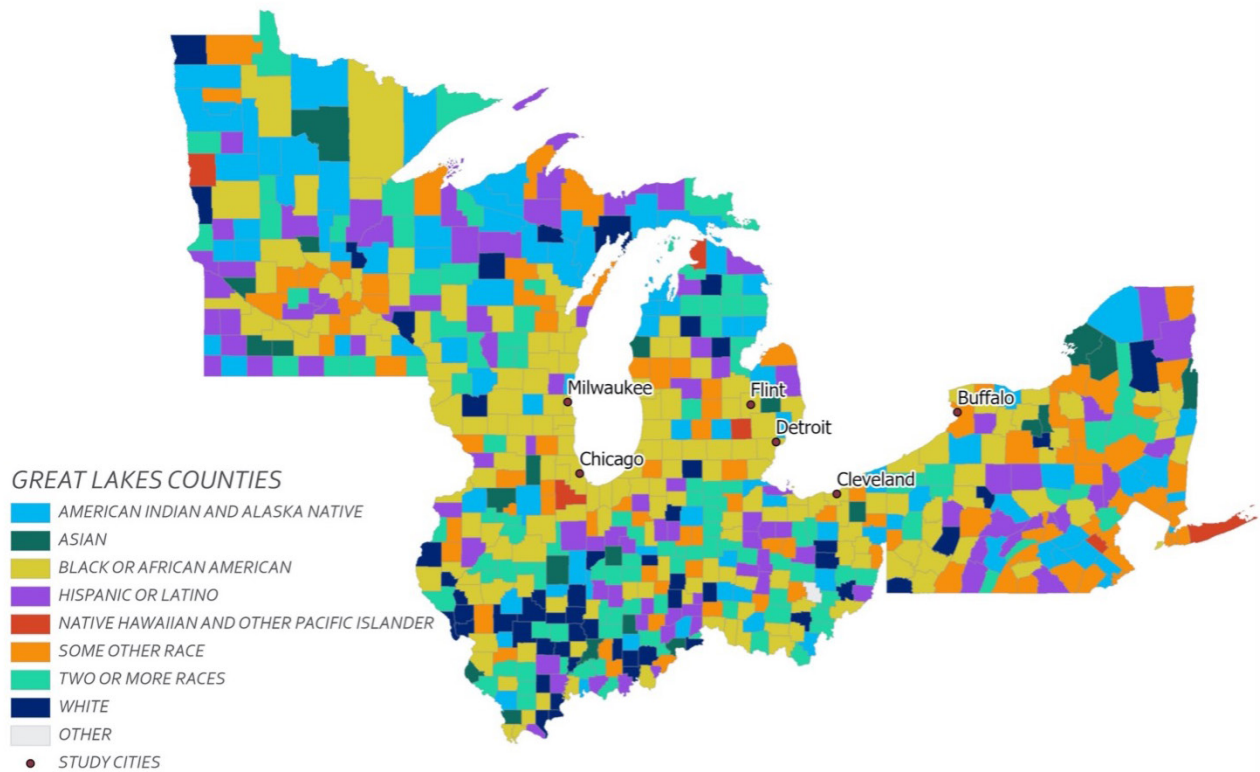 Milwaukee
Flint
Buffalo
Detroit
Chicago
Cleveland
GREAT LAKES COUNTIES
AMERICAN INDIAN AND ALASKA NATIVE
ASIAN
BLACK OR AFRICAN AMERICAN
HISPANIC OR LATINO
NATIVE HAWAIIAN AND OTHER PACIFIC ISLANDER
SOME OTHER RACE
TWO OR MORE RACES
WHITE
OTHER
STUDY CITIES